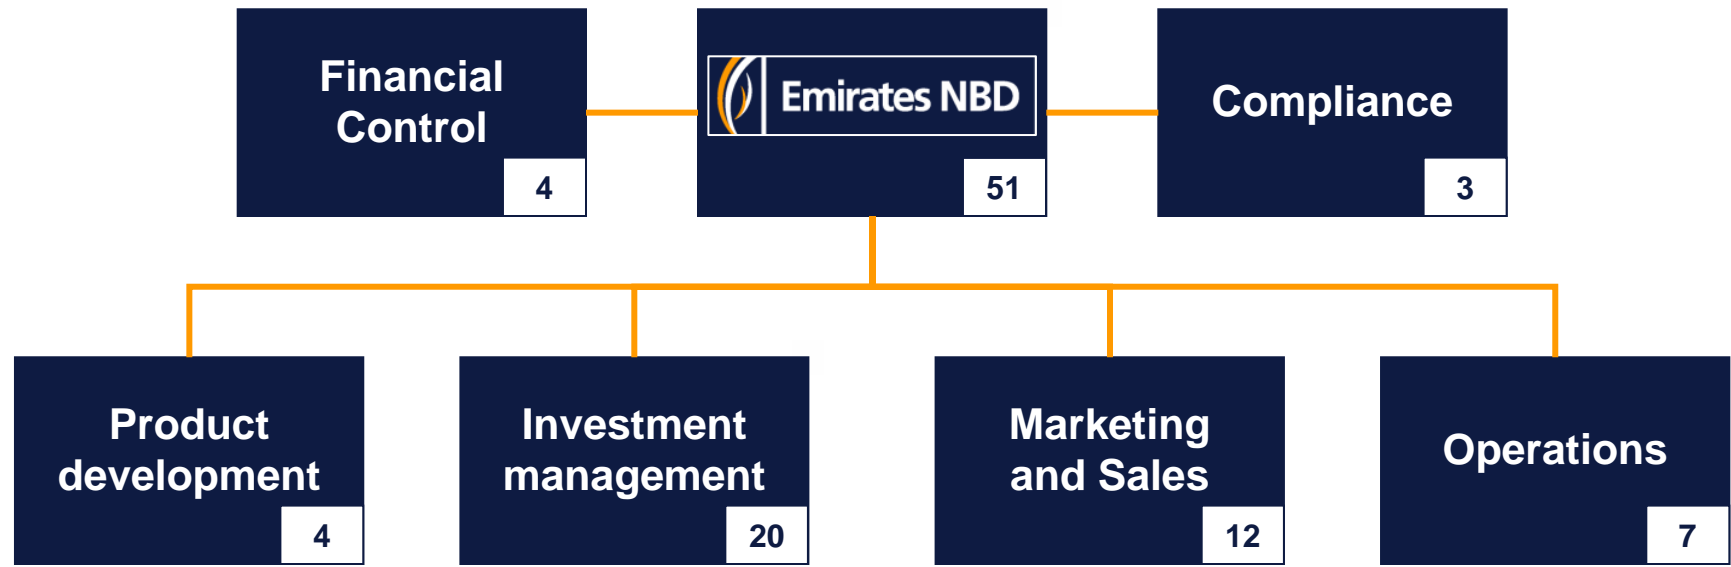 Financial
Control
4
Emirates NBD
51
Compliance
3
Product
development
4
Investment
management
20
Marketing
and Sales
12
Operations
7